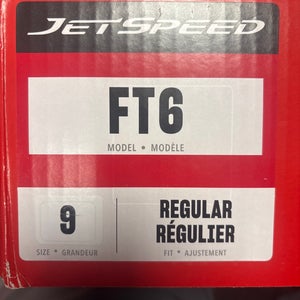 JETSPEED
FT6
MODEL • MODÈLE
9
SIZE • GRANDEUR
REGULAR
RÉGULIER
FIT • AJUSTEMENT